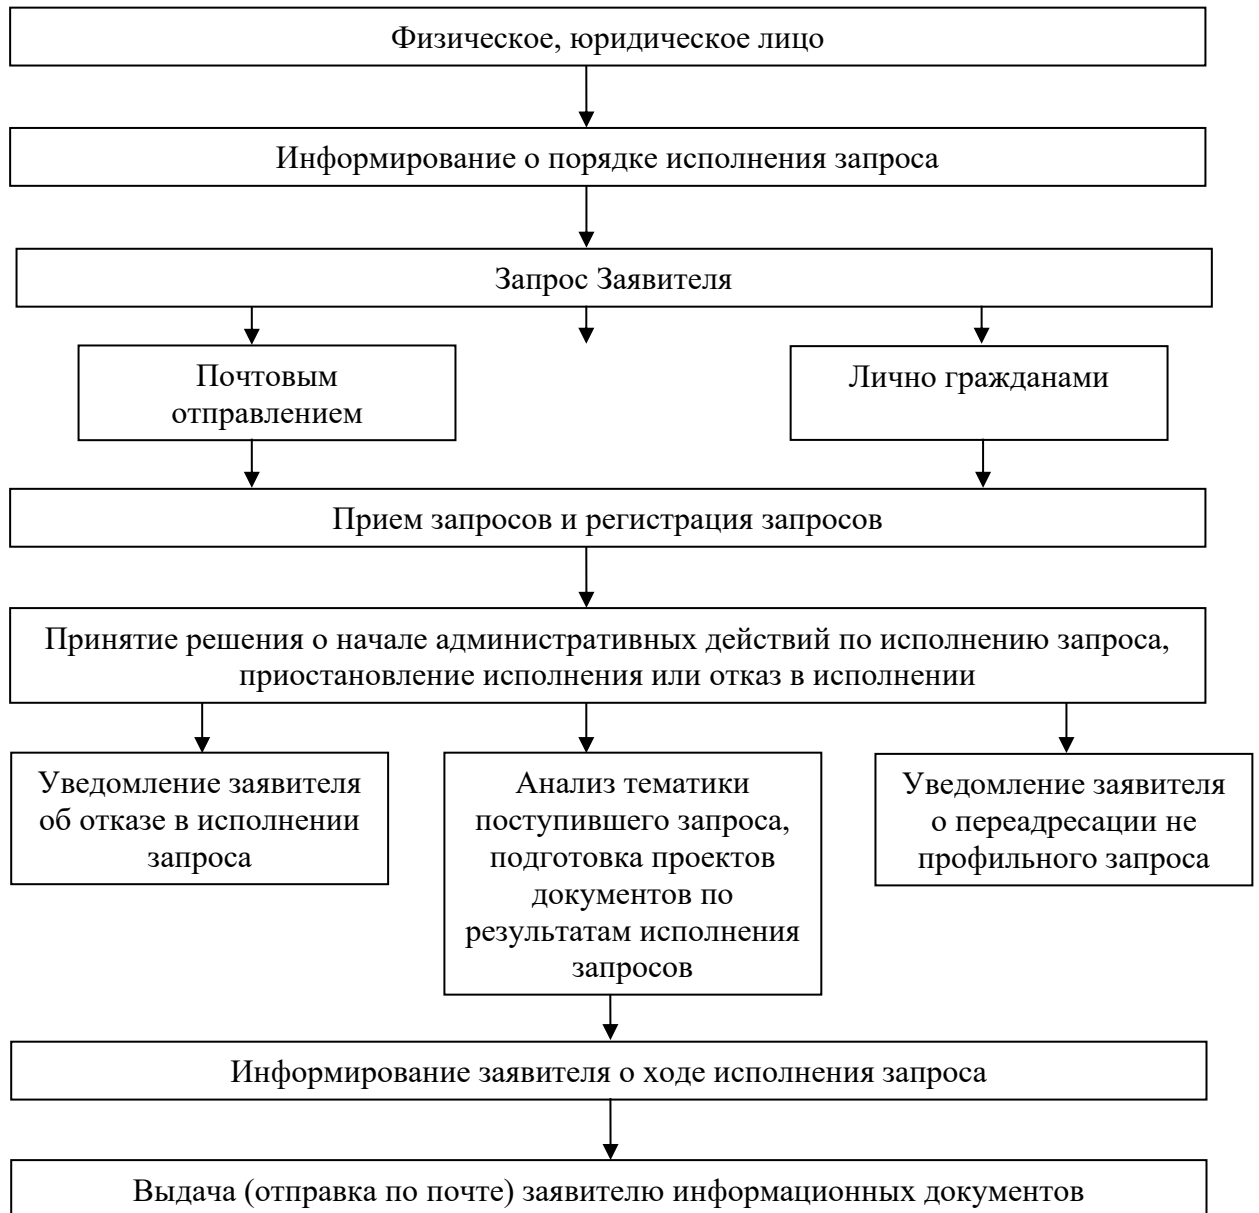 Физическое, юридическое лицо
Информирование о порядке исполнения запроса
Запрос Заявителя
Почтовым
отправлением
Лично гражданами
Прием запросов и регистрация запросов
Принятие решения о начале административных действий по исполнению запроса,
приостановление исполнения или отказ в исполнении
Уведомление заявителя
об отказе в исполнении
запроса
Анализ тематики
поступившего запроса,
подготовка проектов
документов по
результатам исполнения
запросов
Уведомление заявителя
о переадресации не
профильного запроса
Информирование заявителя о ходе исполнения запроса
Выдача (отправка по почте) заявителю информационных документов